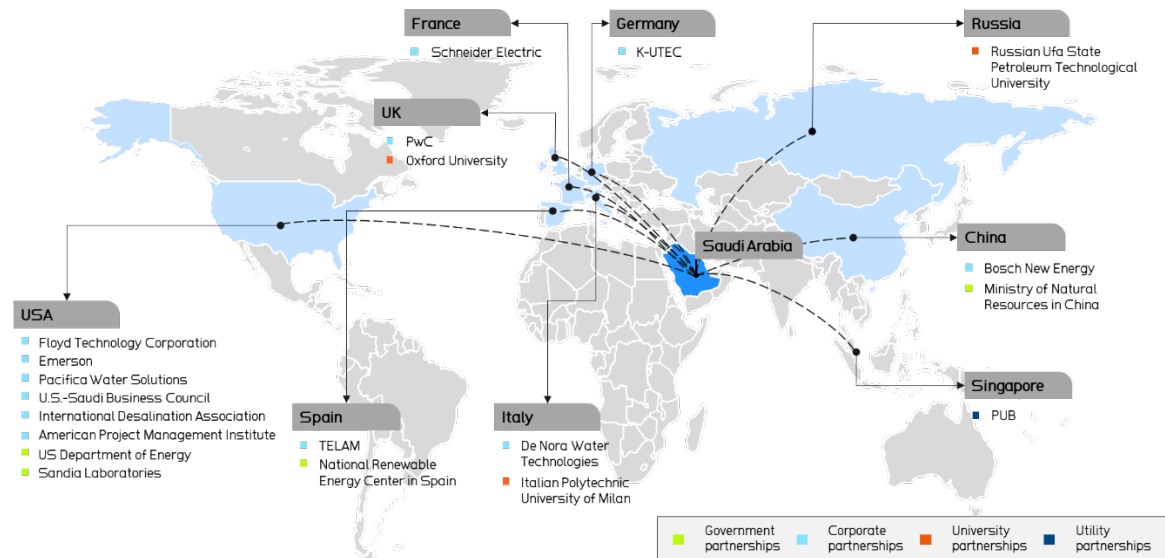 France
Schneider Electric
Germany
K-UTEC
Russia
Russian Ufa State
Petroleum Technological
University
UK
PwC
Oxford University
Saudi Arabia
China
Bosch New Energy
Ministry of Natural
Resources in China
USA
Floyd Technology Corporation
Emerson
Pacifica Water Solutions
U.S.-Saudi Business Council
International Desalination Association
American Project Management Institute
US Department of Energy
Sandia Laboratories
Spain
TELAM
National Renewable
Energy Center in Spain
Italy
De Nora Water
Technologies
Italian Polytechnic
University of Milan
Singapore
PUB
Government
partnerships
Corporate
partnerships
University
partnerships
Utility
partnerships